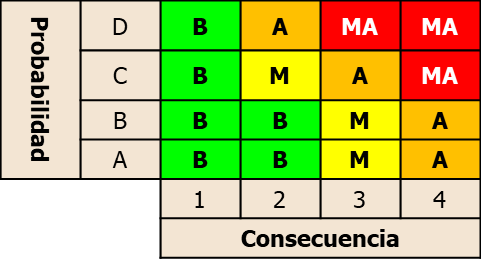 Probabilidad
D B A MA MA
C B M A MA
B B B M A
A B B M A
1 2 3 4
Consecuencia